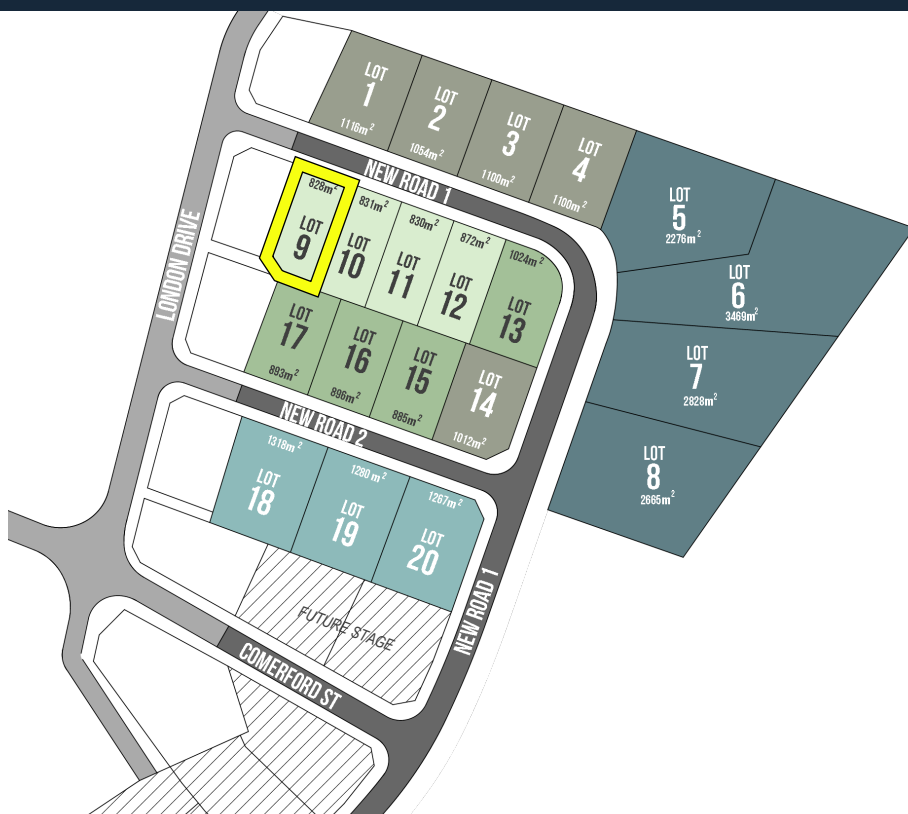 LOT
1
1116m²
LOT
2
1054m²
LOT
3
1100m²
LOT
4
1100m²
LOT
5
2276m²
LOT
6
3469m²
LOT
7
2828m²
LOT
8
2665m²
NEW ROAD 1
LONDON DRIVE
828m²
LOT
9
831m²
LOT
10
830m²
LOT
11
872m²
LOT
12
1024m²
LOT
13
LOT
17
893m²
LOT
16
896m²
LOT
15
885m²
LOT
14
1012m²
NEW ROAD 2
1318m²
LOT
18
1280 m²
LOT
19
1267m²
LOT
20
NEW ROAD 1
FUTURE STAGE
COMERFORD ST